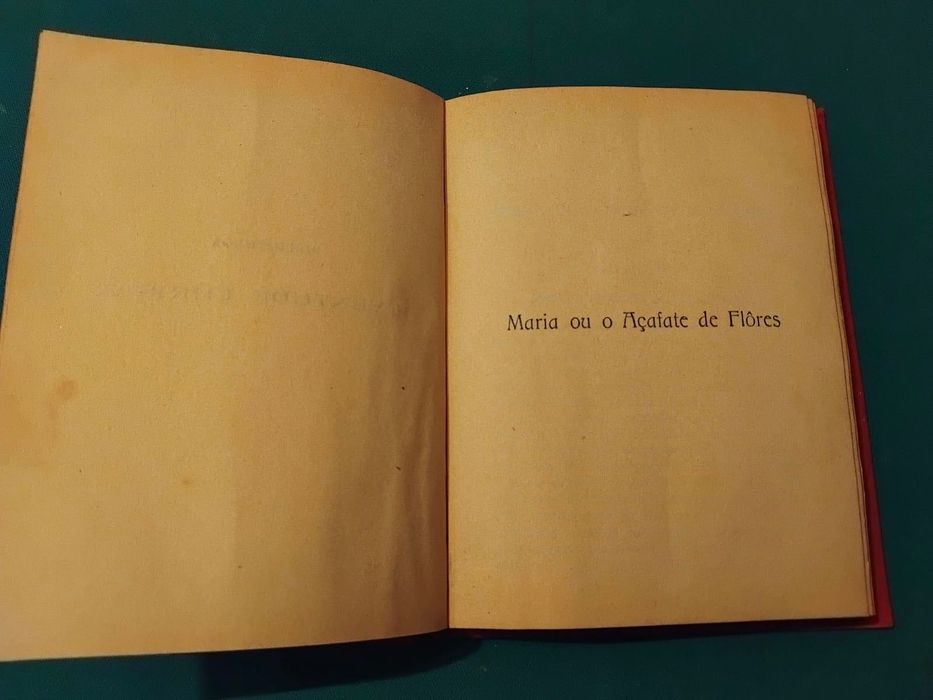 Maria ou o Açafate de Flôres